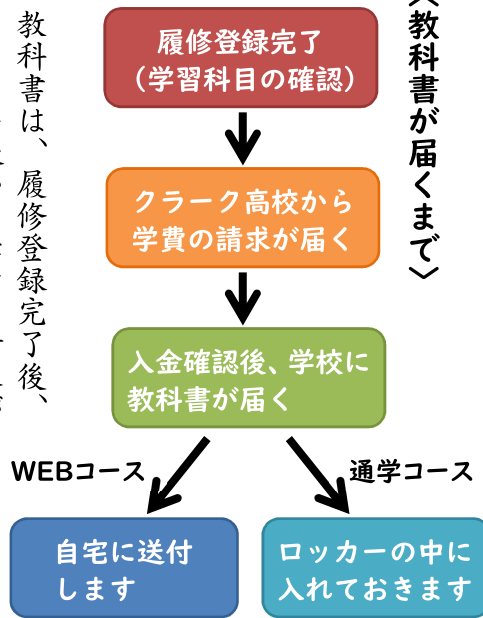 〈教科書が届くまで〉
履修登録完了
（学習科目の確認）
クラーク高校から
学費の請求が届く
入金確認後、学校に
教科書が届く
WEBコース
通学コース
自宅に送付
します
ロッカーの中に
入れておきます
教科書は、履修登録完了後、